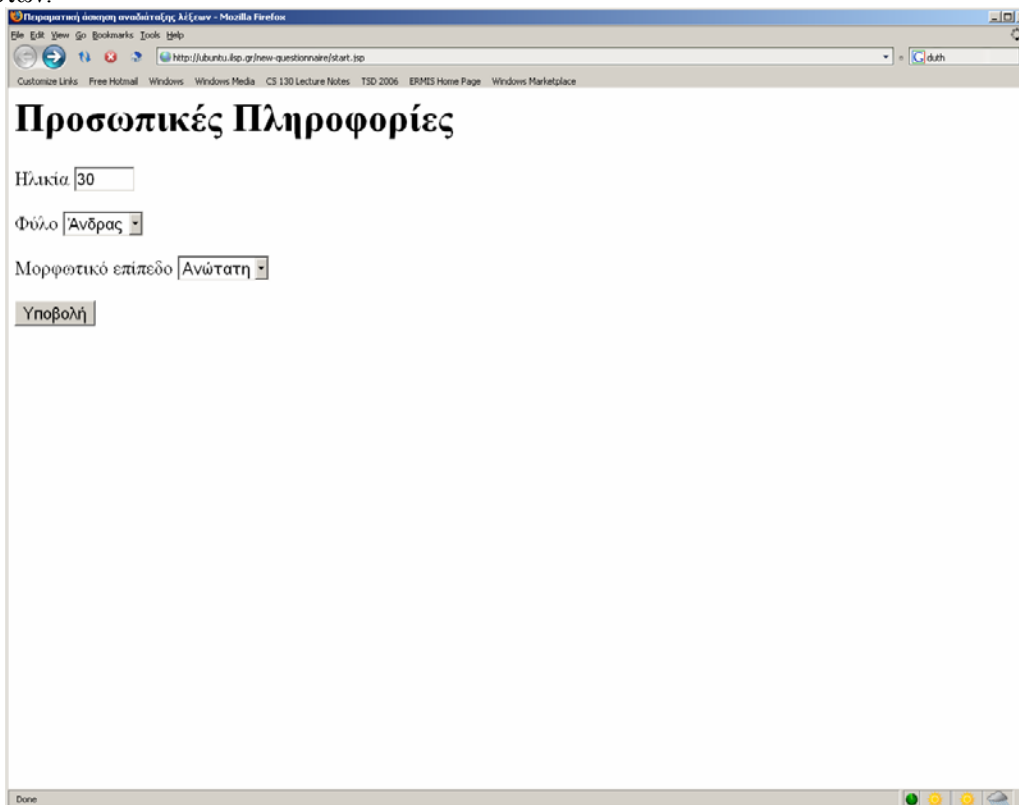 Πειραματική άσκηση αναδιάταξης λέξεων - Mozilla Firefox
File Edit View Go Bookmarks Tools Help
http://ubuntu.ilsp.gr/new-questionnaire/start.jsp duth
Customize Links Free Hotmail Windows Windows Media CS 130 Lecture Notes TSD 2006 ERMIS Home Page Windows Marketplace
Προσωπικές Πληροφορίες
Ηλικία 30
Φύλο Άνδρας
Μορφωτικό επίπεδο Ανώτατη
Υποβολή
Done